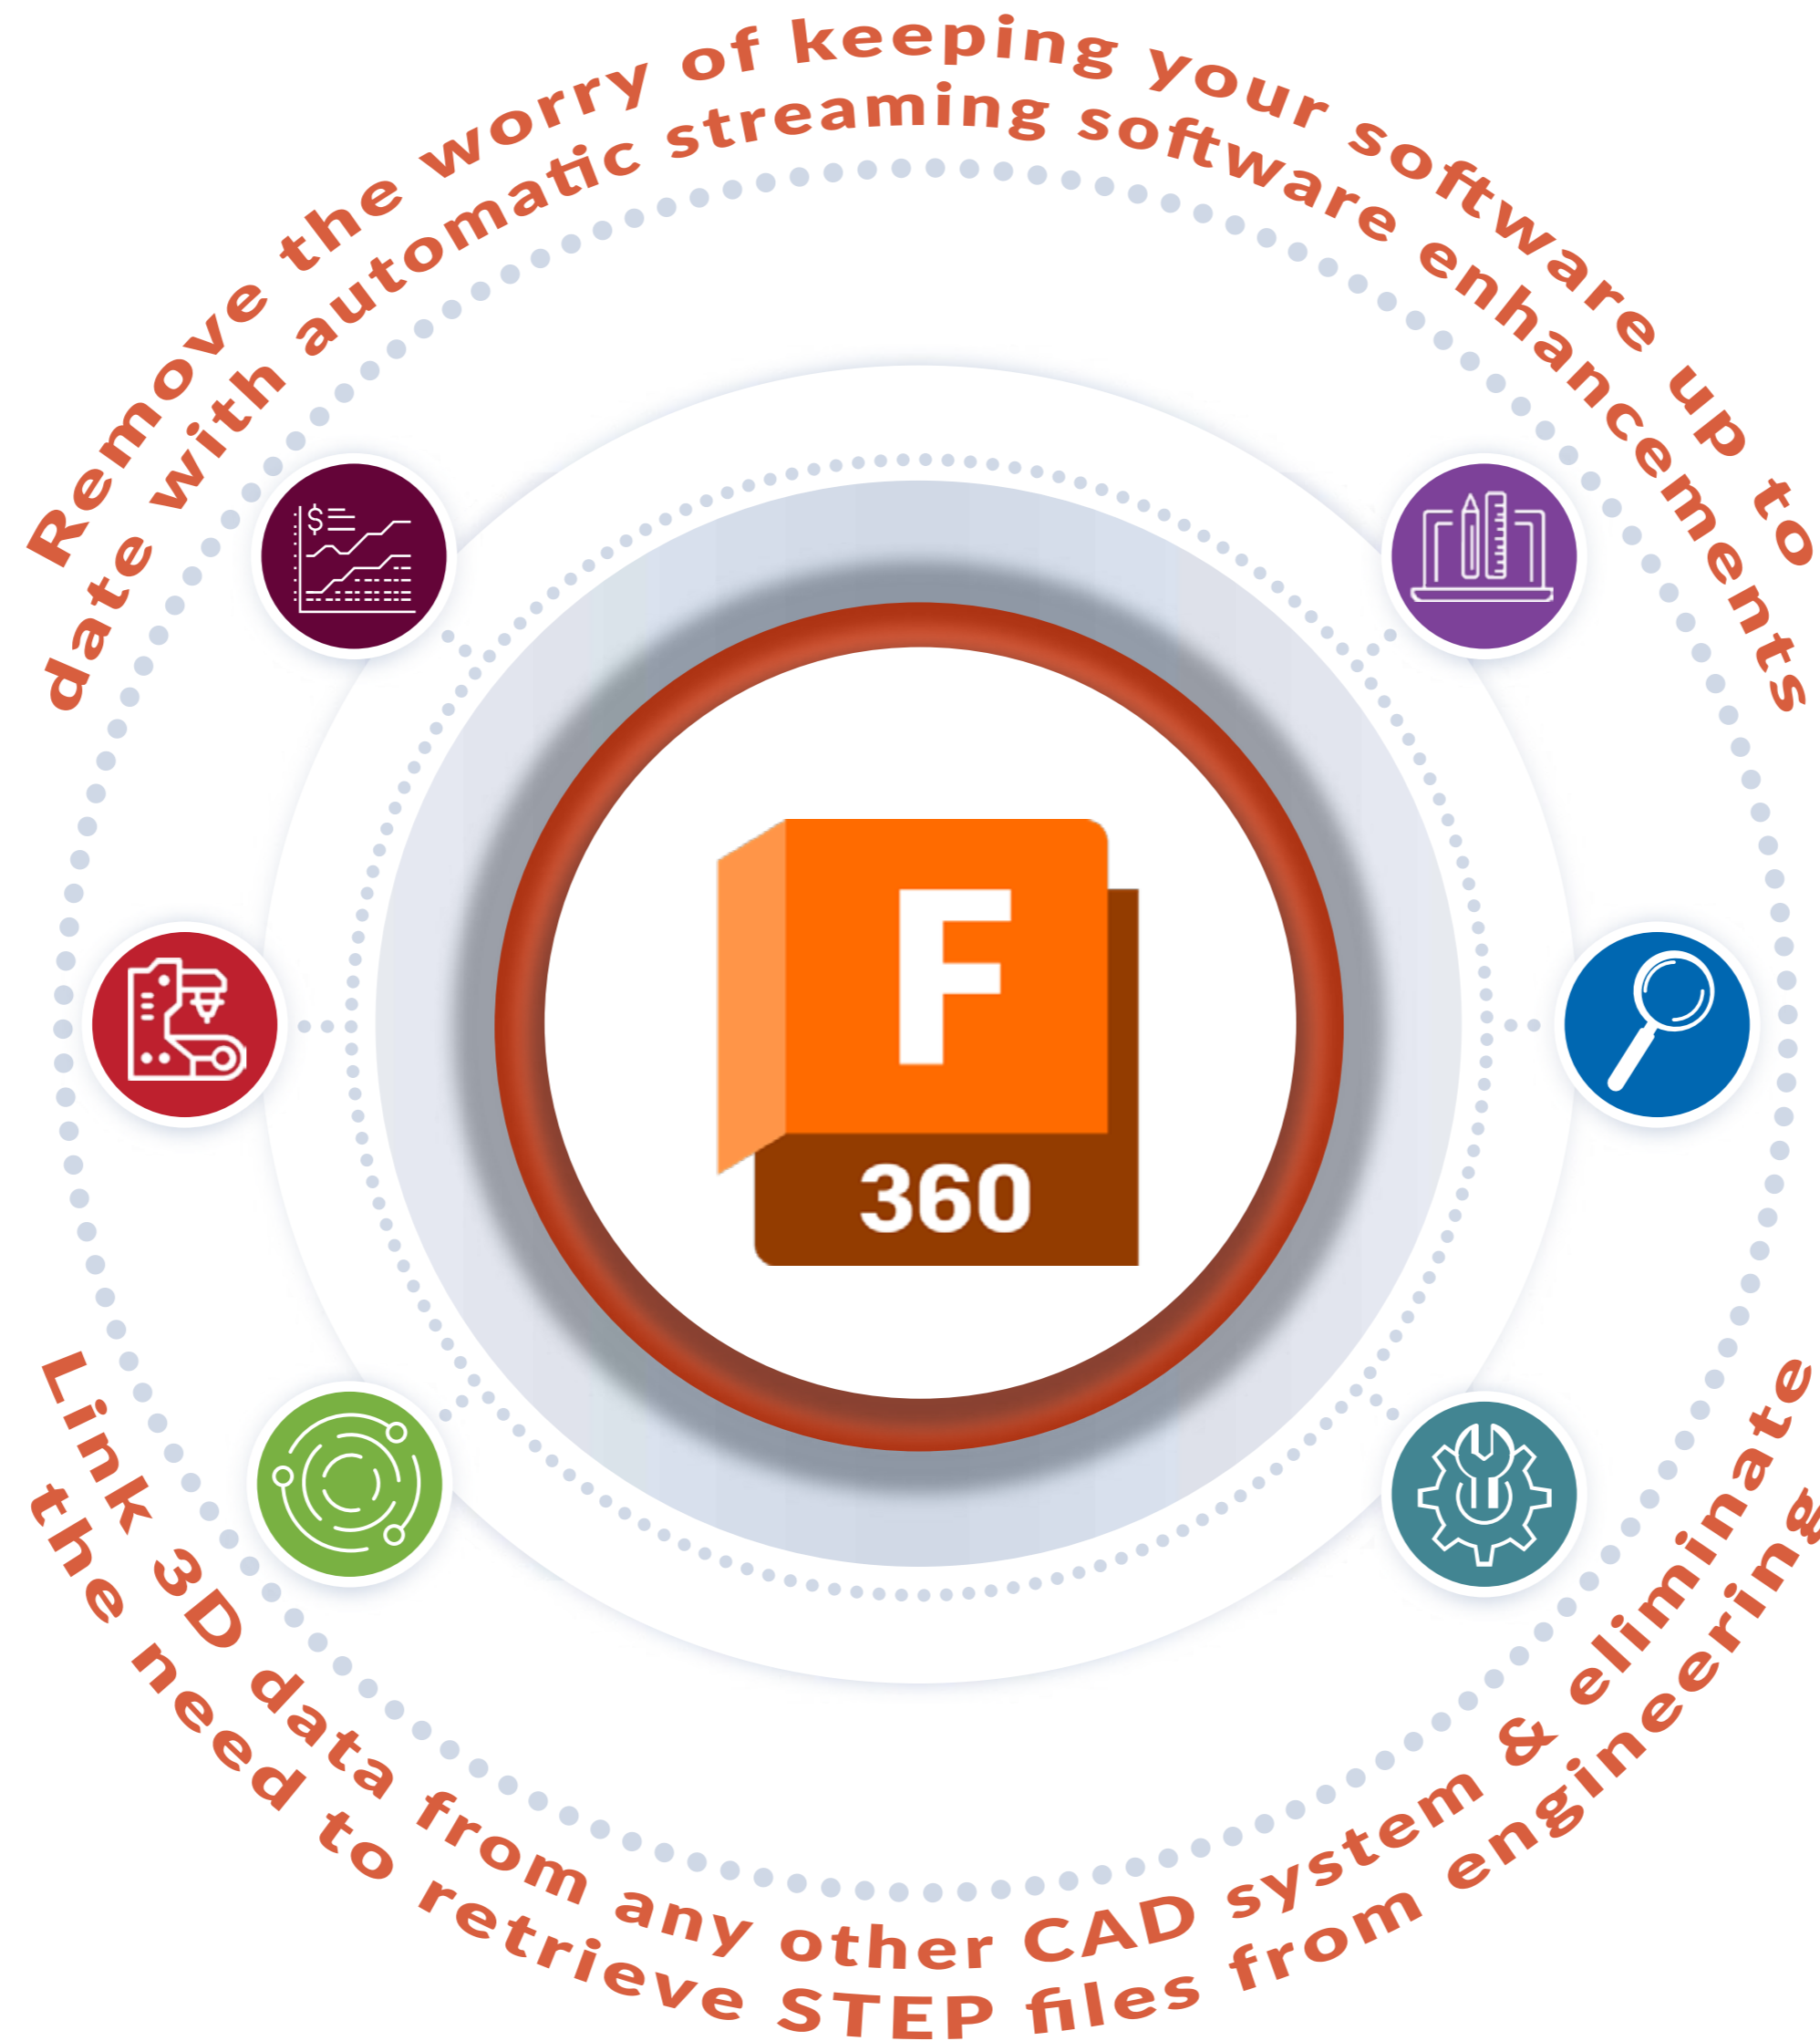 Remove the worry of keeping your software up to
date with automatic streaming software enhancements
$
F
360
Link 3D data from any other CAD system & eliminate
the need to retrieve STEP files from engineering